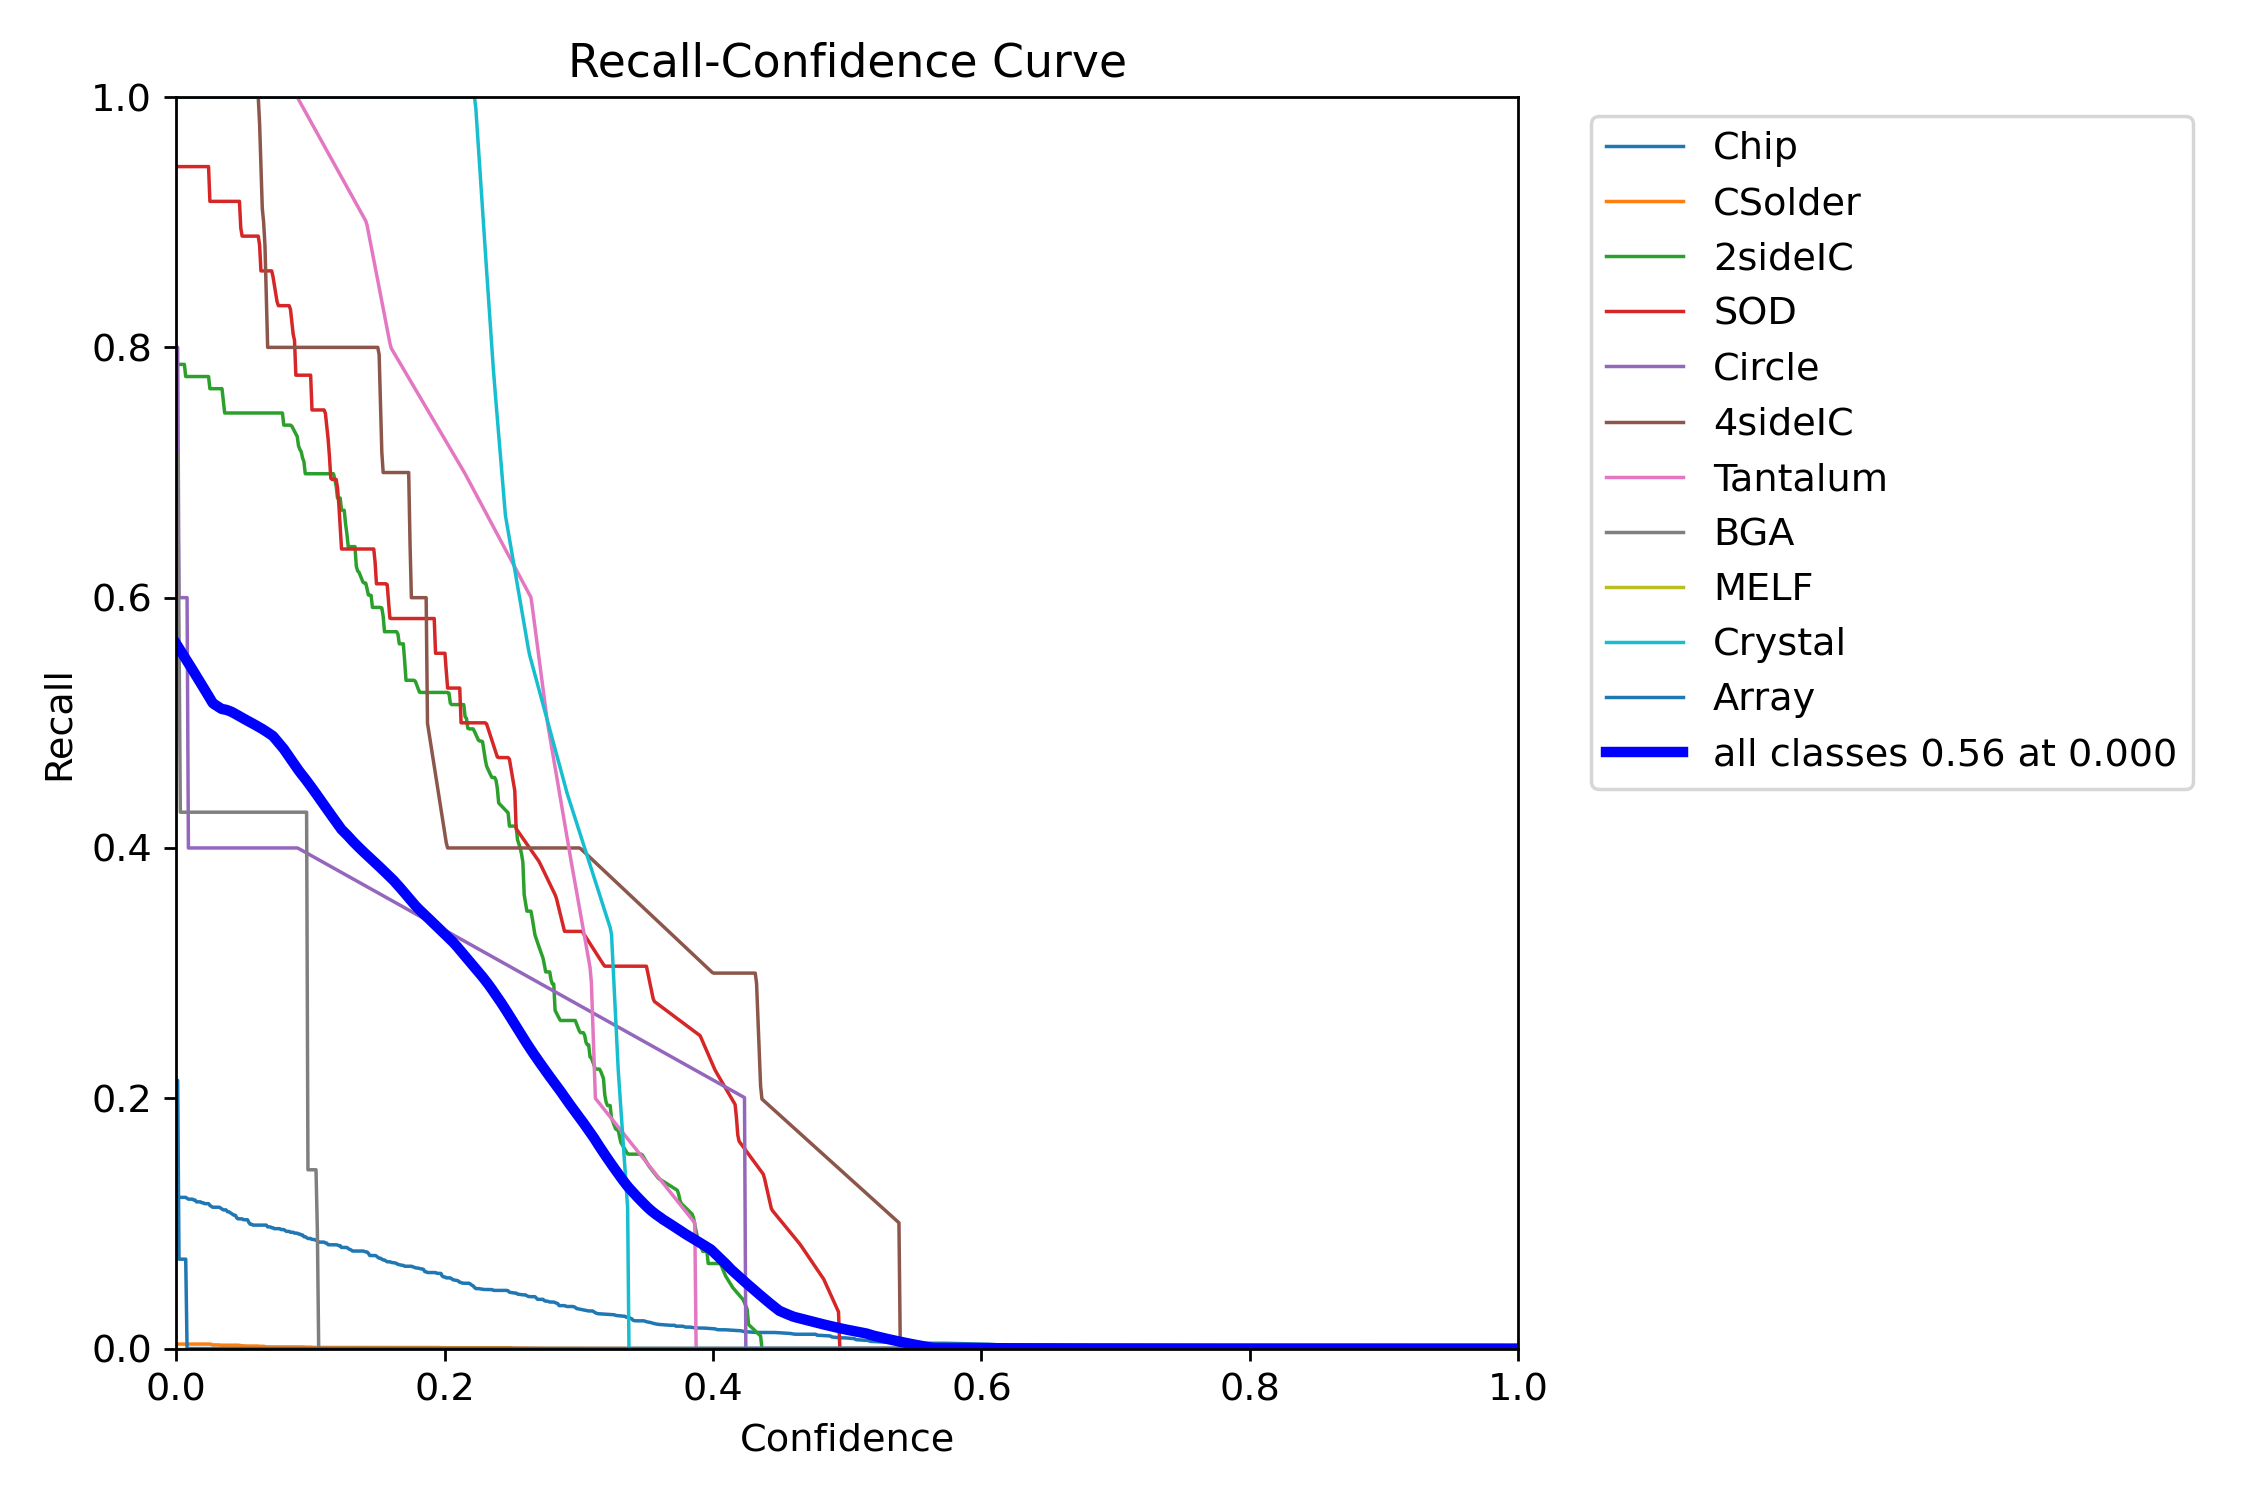 Recall-Confidence Curve
1.0
0.8
0.6
0.4
0.2
0.0
Recall
0.0 0.2 0.4 0.6 0.8 1.0
Confidence
Chip
CSolder
2sideIC
SOD
Circle
4sideIC
Tantalum
BGA
MELF
Crystal
Array
all classes 0.56 at 0.000